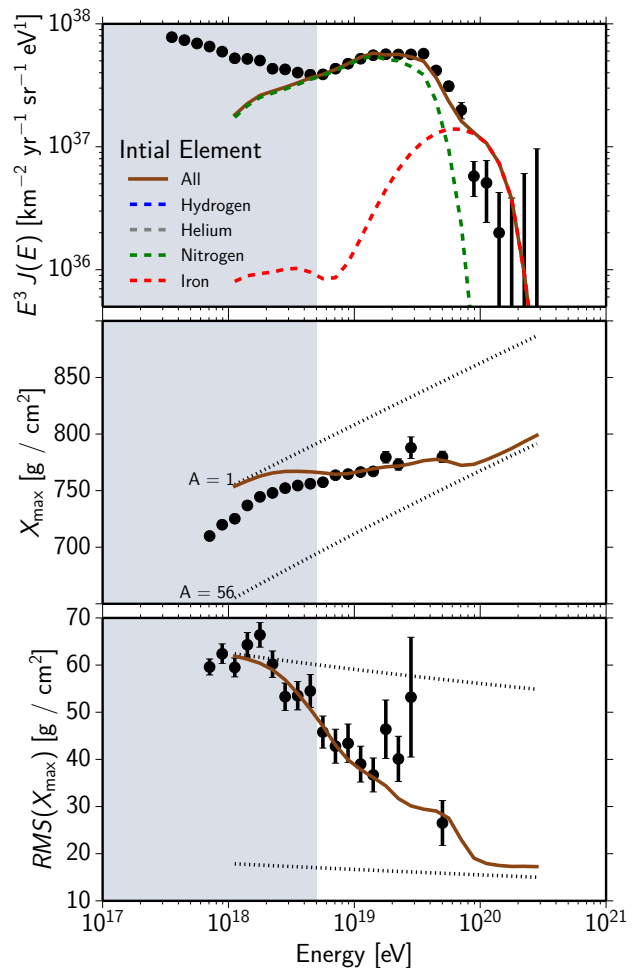 10^38
10^37
10^36
E^3 J(E) [km^−2 yr^−1 sr^−1 eV^1]
Intial Element
All
Hydrogen
Helium
Nitrogen
Iron
850
800
750
700
X_max [g / cm^2]
A = 1
A = 56
70
60
50
40
30
20
10
RMS(X_max) [g / cm^2]
10^17 10^18 10^19 10^20 10^21
Energy [eV]